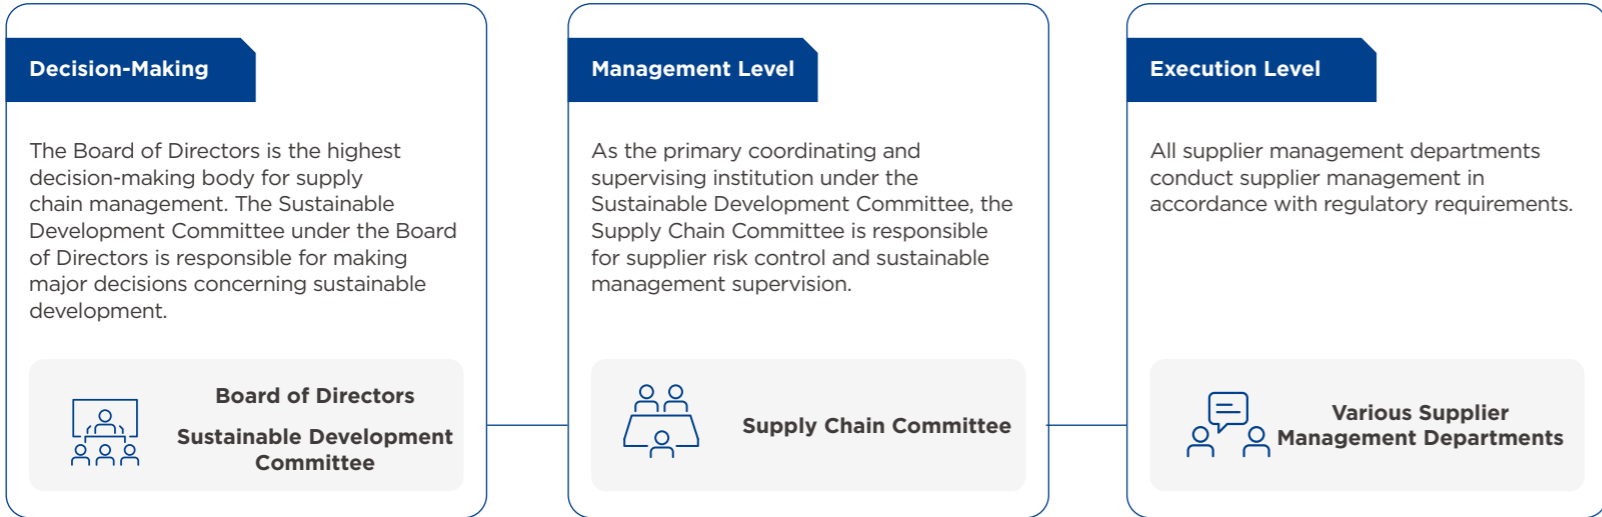 Decision-Making
The Board of Directors is the highest
decision-making body for supply
chain management. The Sustainable
Development Committee under the Board
of Directors is responsible for making
major decisions concerning sustainable
development.
Board of Directors
Sustainable Development
Committee
Management Level
As the primary coordinating and
supervising institution under the
Sustainable Development Committee, the
Supply Chain Committee is responsible
for supplier risk control and sustainable
management supervision.
Supply Chain Committee
Execution Level
All supplier management departments
conduct supplier management in
accordance with regulatory requirements.
Various Supplier
Management Departments